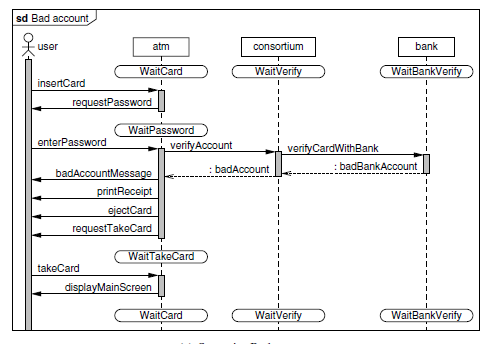 sd Bad account
user
atm
consortium
bank
WaitCard
WaitVerify
WaitBankVerify
insertCard
requestPassword
WaitPassword
enterPassword
verifyAccount
verifyCardWithBank
: badBankAccount
: badAccount
badAccountMessage
printReceipt
ejectCard
requestTakeCard
WaitTakeCard
takeCard
displayMainScreen
WaitCard
WaitVerify
WaitBankVerify